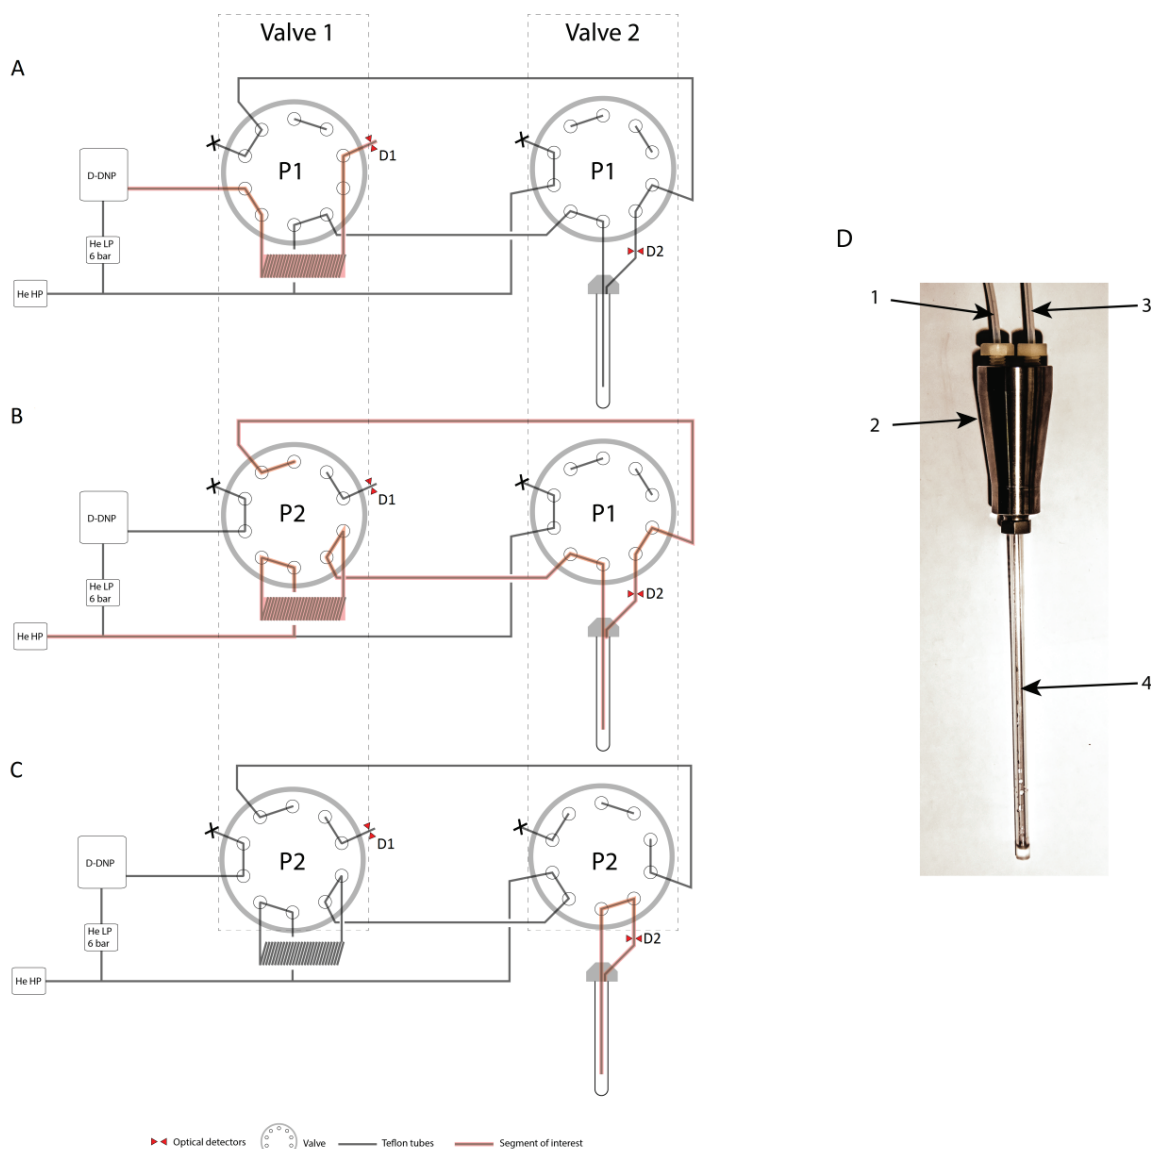 Valve 1
Valve 2
A
P1
P1
D1
D-DNP
He LP
6 bar
He HP
D2
B
P2
P1
D1
D-DNP
He LP
6 bar
He HP
D2
C
P2
P2
D1
D-DNP
He LP
6 bar
He HP
D2
D
1
2
3
4
Optical detectors
Valve
Teflon tubes
Segment of interest